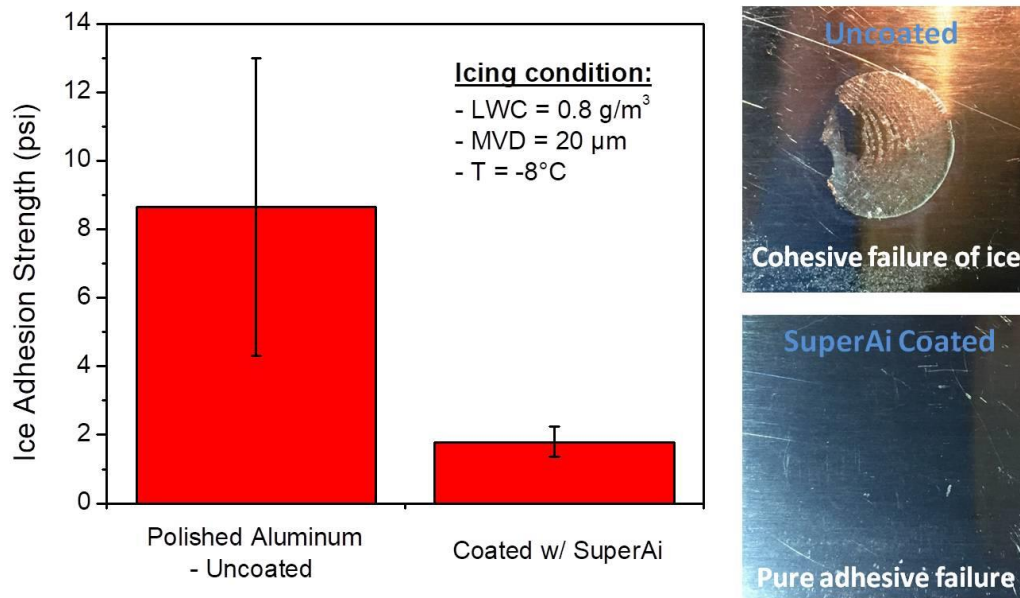 Ice Adhesion Strength (psi)
14
12
10
8
6
4
2
0
Icing condition:
- LWC = 0.8 g/m³
- MVD = 20 µm
- T = -8°C
Polished Aluminum
- Uncoated
Coated w/ SuperAi
Uncoated
Cohesive failure of ice
SuperAi Coated
Pure adhesive failure